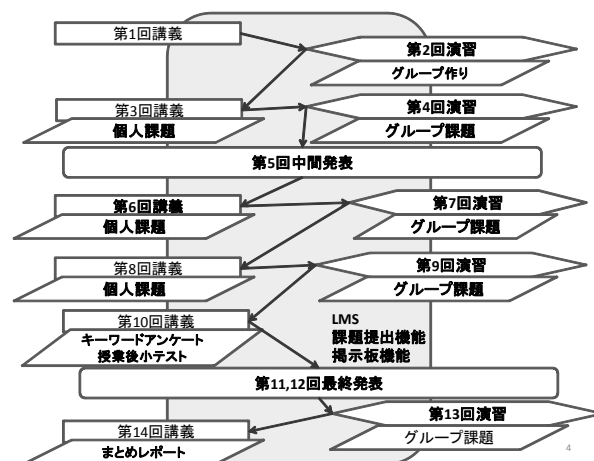 第1回講義
第2回演習
グループ作り
第3回講義
個人課題
第4回演習
グループ課題
第5回中間発表
第6回講義
個人課題
第7回演習
グループ課題
第8回講義
個人課題
第9回演習
グループ課題
第10回講義
キーワードアンケート
授業後小テスト
LMS
課題提出機能
掲示板機能
第11,12回最終発表
第13回演習
グループ課題
第14回講義
まとめレポート
4